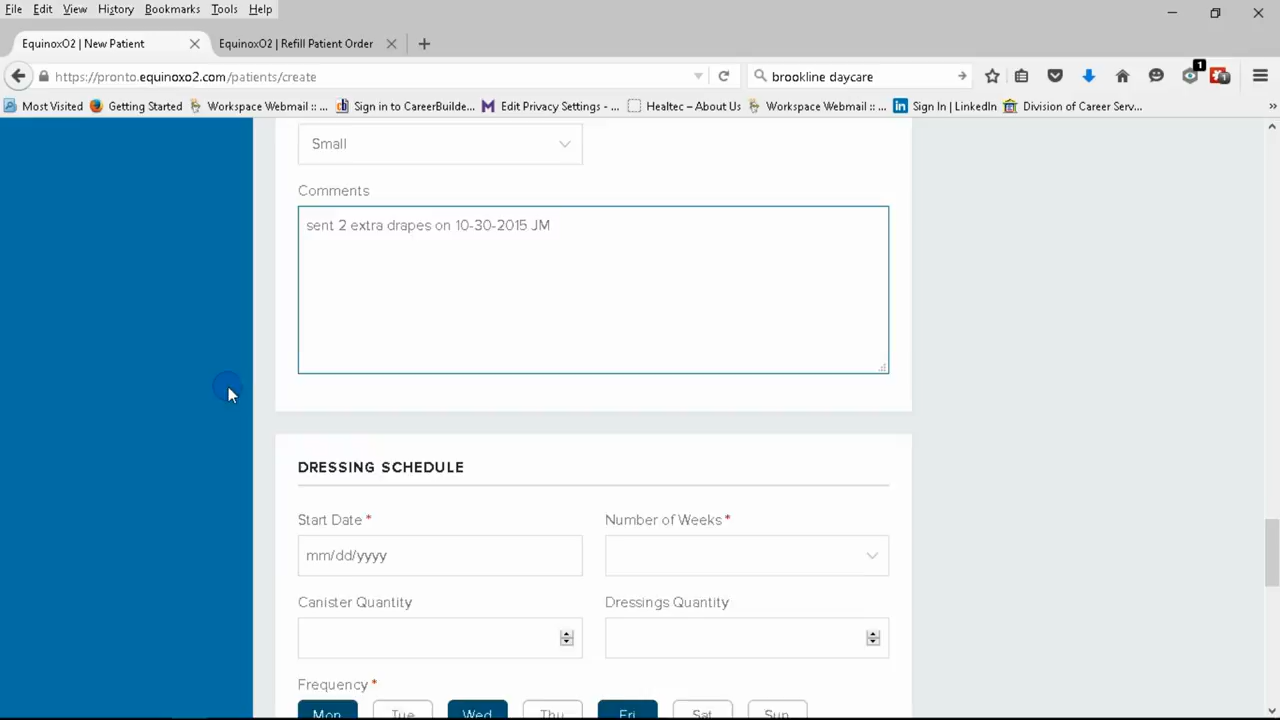 File Edit View History Bookmarks Tools Help
EquinoxO2 | New Patient EquinoxO2 | Refill Patient Order
https://pronto.equinoxo2.com/patients/create brookline daycare 1 1
Most Visited Getting Started Workspace Webmail :: ... Sign in to CareerBuilde... Edit Privacy Settings - ... Healtec – About Us Workspace Webmail :: ... Sign In | LinkedIn Division of Career Serv... »
Small
Comments
sent 2 extra drapes on 10-30-2015 JM
DRESSING SCHEDULE
Start Date * Number of Weeks *
mm/dd/yyyy
Canister Quantity Dressings Quantity
Frequency *
Mon Tue Wed Thu Fri Sat Sun